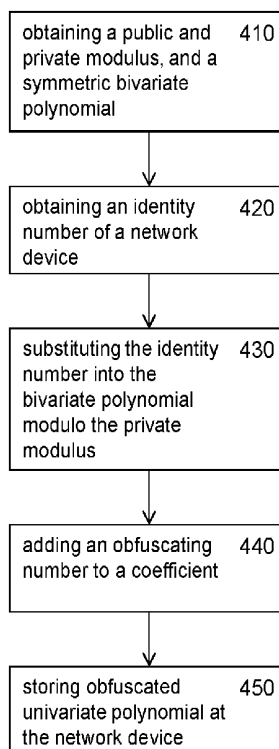 obtaining a public and 410
private modulus, and a
symmetric bivariate
polynomial
obtaining an identity 420
number of a network
device
substituting the identity 430
number into the
bivariate polynomial
modulo the private
modulus
adding an obfuscating 440
number to a coefficient
storing obfuscated 450
univariate polynomial at
the network device